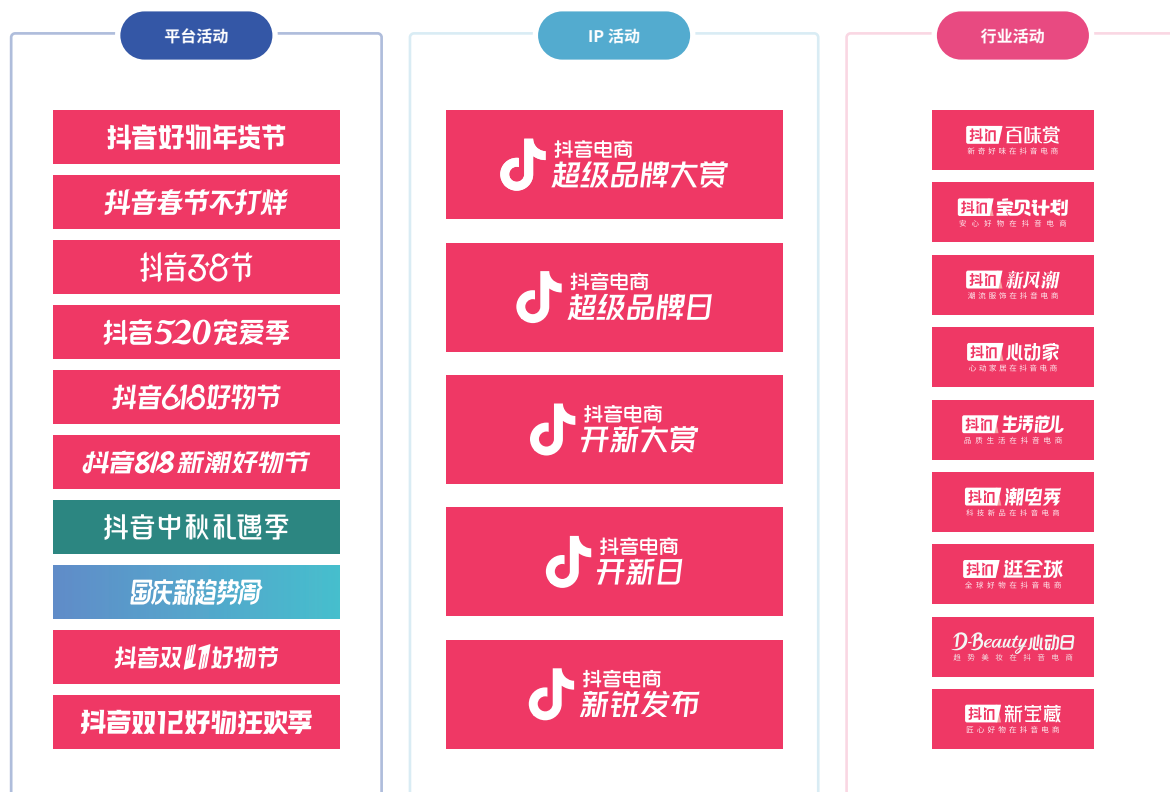 平台活动
抖音好物年货节
抖音春节不打烊
抖音38节
抖音520宠爱季
抖音618好物节
抖音818新潮好物节
抖音中秋礼遇季
国庆新趋势周
抖音双11好物节
抖音双12好物狂欢季
IP 活动
抖音电商
超级品牌大赏
抖音电商
超级品牌日
抖音电商
开新大赏
抖音电商
开新日
抖音电商
新锐发布
行业活动
抖in 百味赏
新奇好味在抖音电商
抖in 宝贝计划
安心好物在抖音电商
抖in 新风潮
潮流服饰在抖音电商
抖in 心动家
心动家居在抖音电商
抖in 生活范儿
品质生活在抖音电商
抖in 潮电秀
科技新品在抖音电商
抖in 逛全球
全球好物在抖音电商
D-Beauty心动日
趋势美妆在抖音电商
抖in 新宝藏
匠心好物在抖音电商